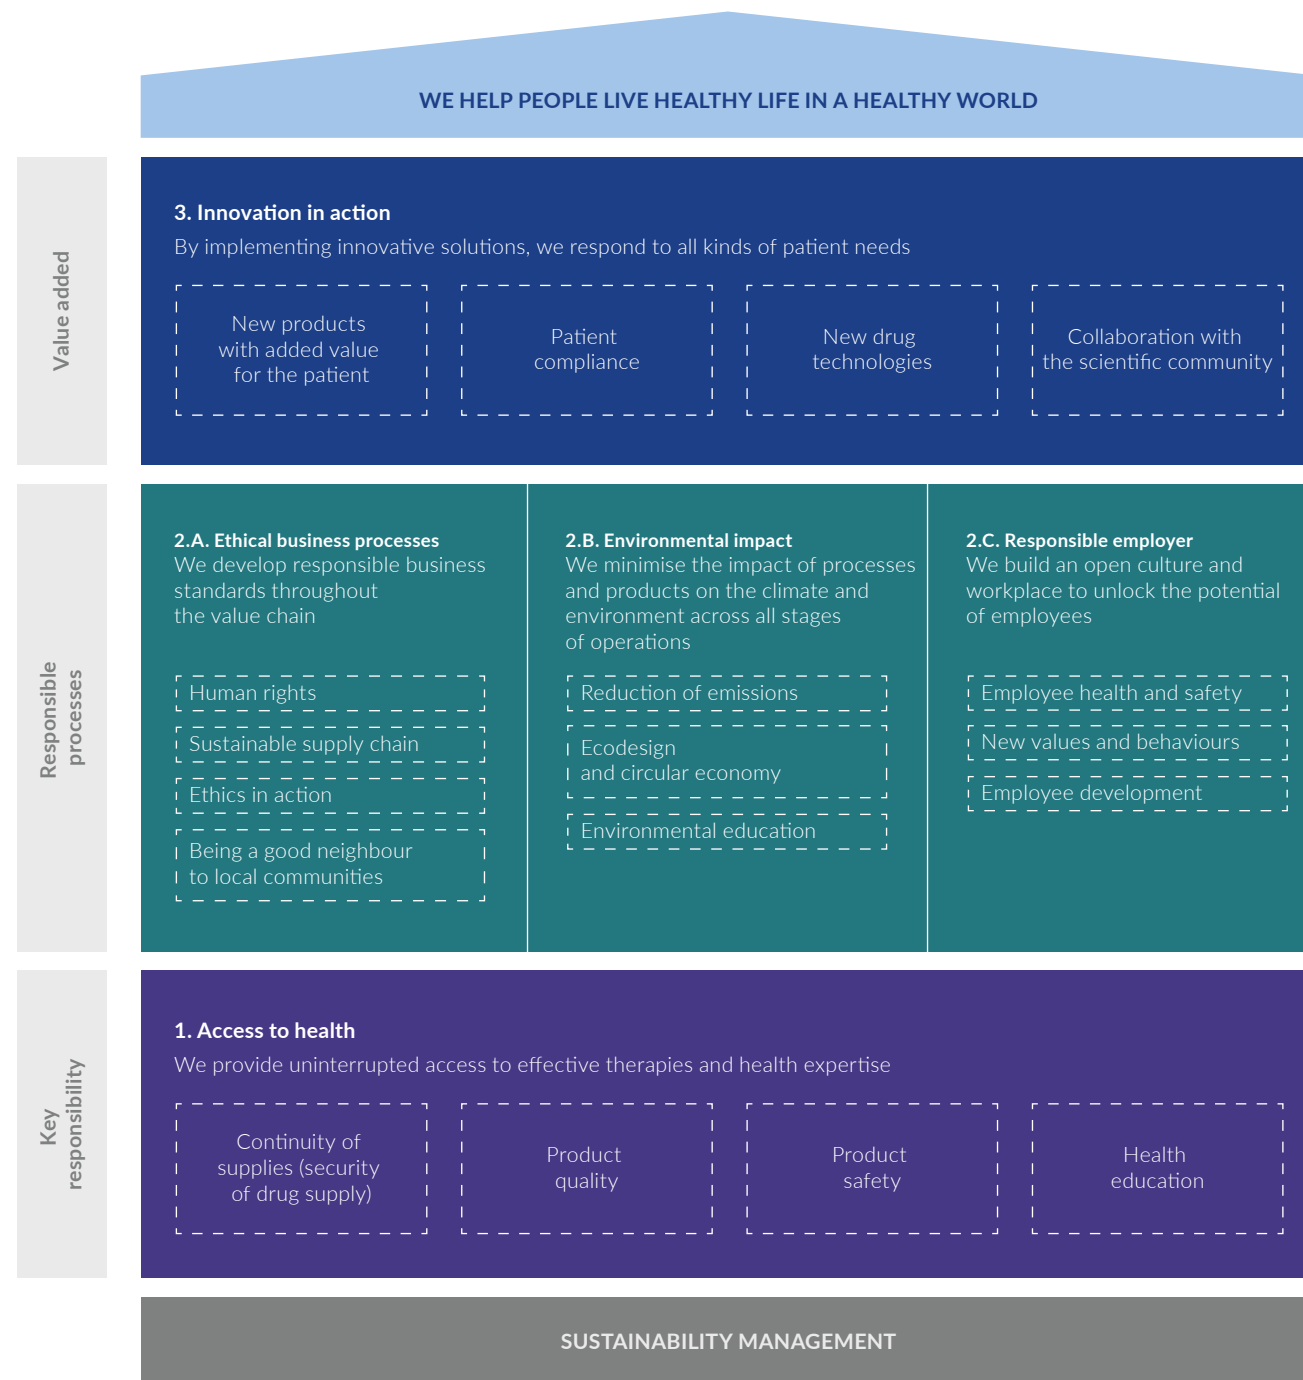 WE HELP PEOPLE LIVE HEALTHY LIFE IN A HEALTHY WORLD
Value added
3. Innovation in action
By implementing innovative solutions, we respond to all kinds of patient needs
New products
with added value
for the patient
Patient
compliance
New drug
technologies
Collaboration with
the scientific community
Responsible
processes
2.A. Ethical business processes
We develop responsible business
standards throughout
the value chain
Human rights
Sustainable supply chain
Ethics in action
Being a good neighbour
to local communities
2.B. Environmental impact
We minimise the impact of processes
and products on the climate and
environment across all stages
of operations
Reduction of emissions
Ecodesign
and circular economy
Environmental education
2.C. Responsible employer
We build an open culture and
workplace to unlock the potential
of employees
Employee health and safety
New values and behaviours
Employee development
Key
responsibility
1. Access to health
We provide uninterrupted access to effective therapies and health expertise
Continuity of
supplies (security
of drug supply)
Product
quality
Product
safety
Health
education
SUSTAINABILITY MANAGEMENT